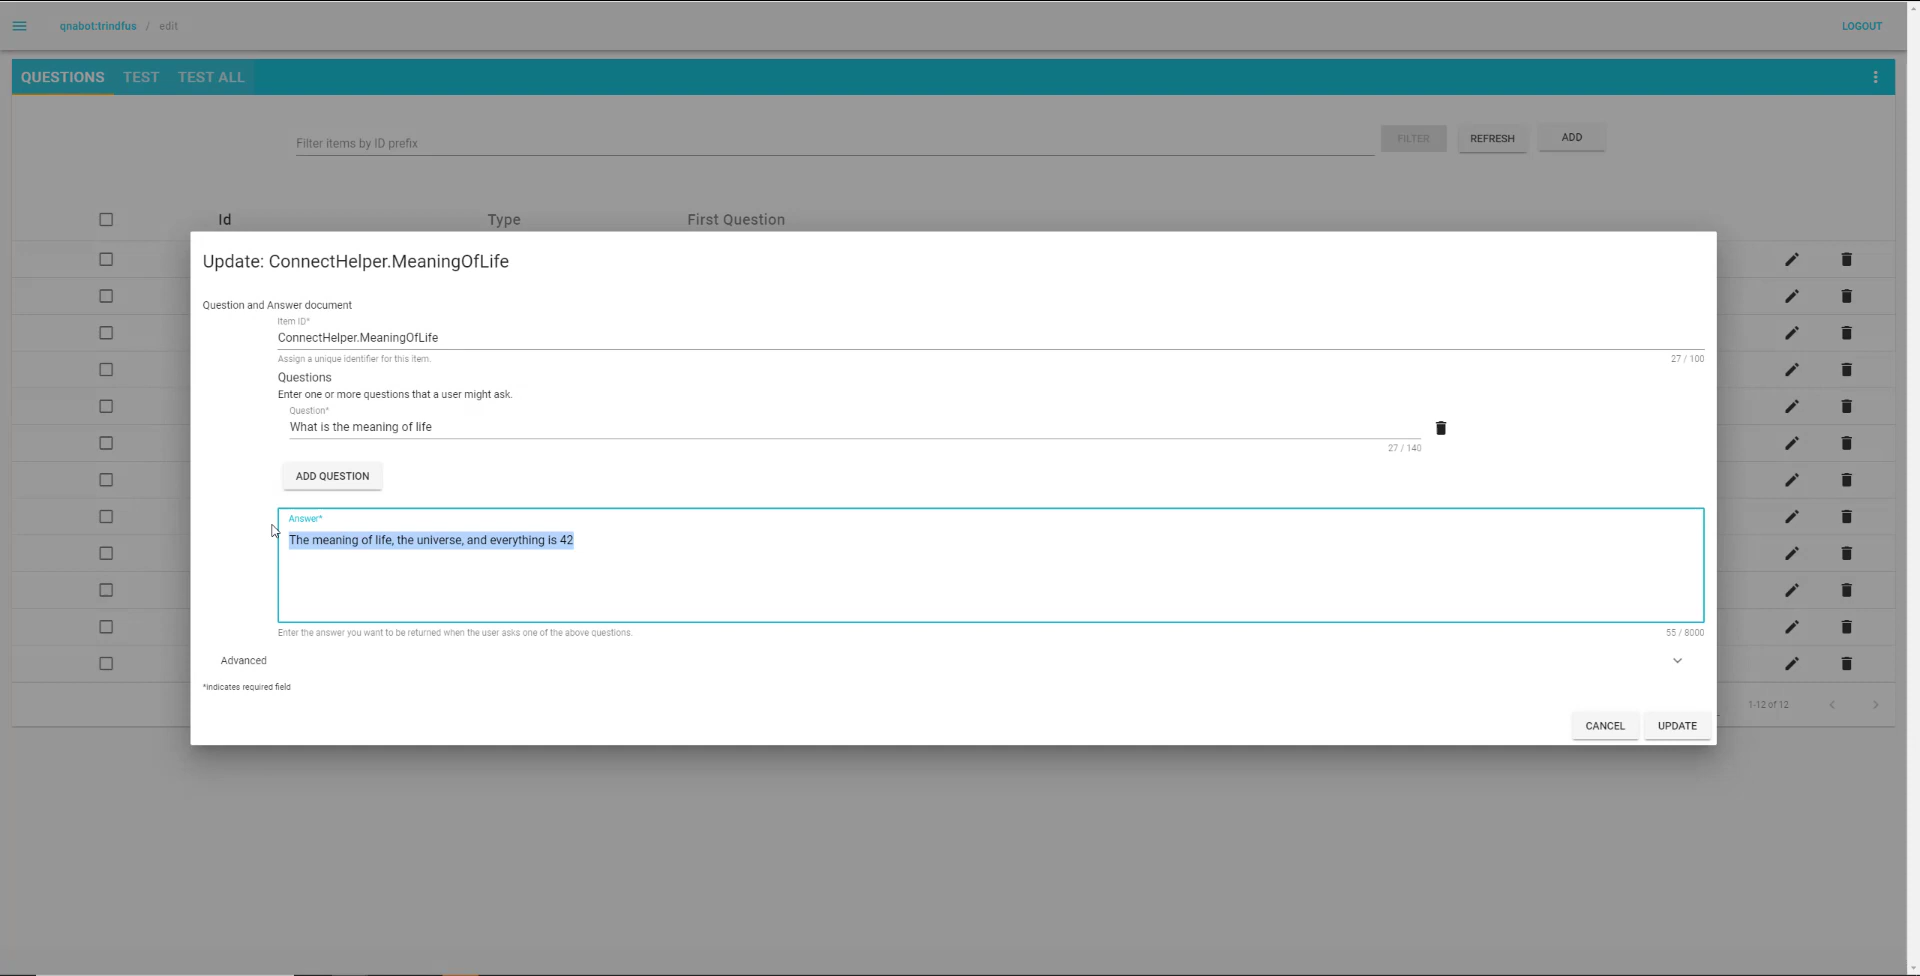 qnabot:trindfus / edit LOGOUT
QUESTIONS TEST TEST ALL
Filter items by ID prefix FILTER REFRESH ADD
Id Type First Question
Update: ConnectHelper.MeaningOfLife
Question and Answer document
Item ID*
ConnectHelper.MeaningOfLife
Assign a unique identifier for this item. 27 / 100
Questions
Enter one or more questions that a user might ask.
Question*
What is the meaning of life
27 / 140
ADD QUESTION
Answer*
The meaning of life, the universe, and everything is 42
Enter the answer you want to be returned when the user asks one of the above questions. 55 / 8000
Advanced
*Indicates required field
1-12 of 12
CANCEL UPDATE